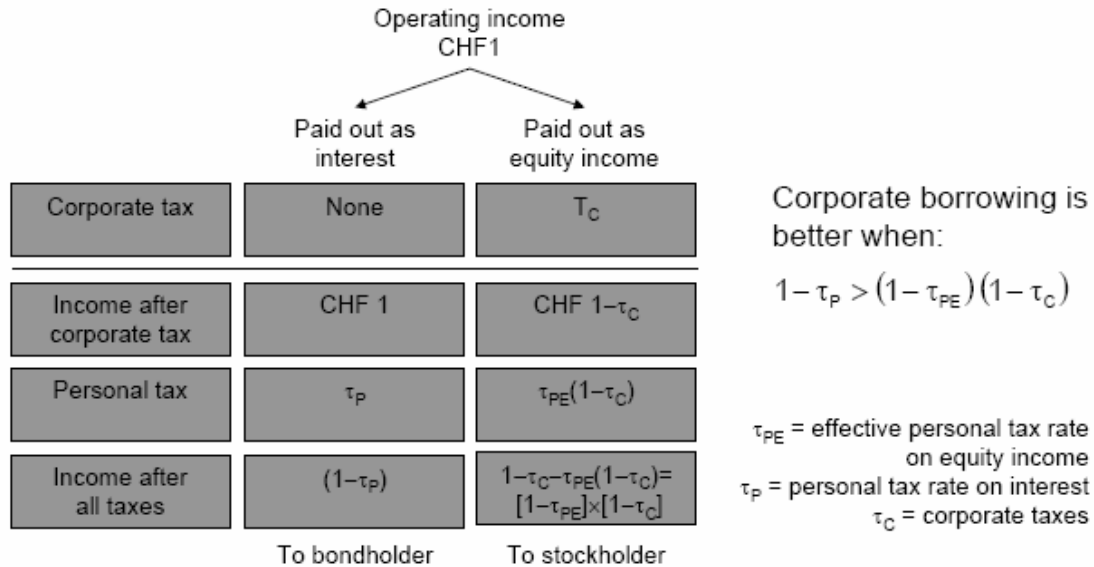 Operating income
CHF1
Paid out as
interest
Paid out as
equity income
Corporate tax
None
T_C
Corporate borrowing is
better when:
1− τ_P > (1− τ_PE)(1− τ_C)
Income after
corporate tax
CHF 1
CHF 1−τ_C
Personal tax
τ_P
τ_PE(1−τ_C)
Income after
all taxes
(1−τ_P)
1−τ_C−τ_PE(1−τ_C)=
[1−τ_PE]×[1−τ_C]
τ_PE = effective personal tax rate
on equity income
τ_P = personal tax rate on interest
τ_C = corporate taxes
To bondholder
To stockholder